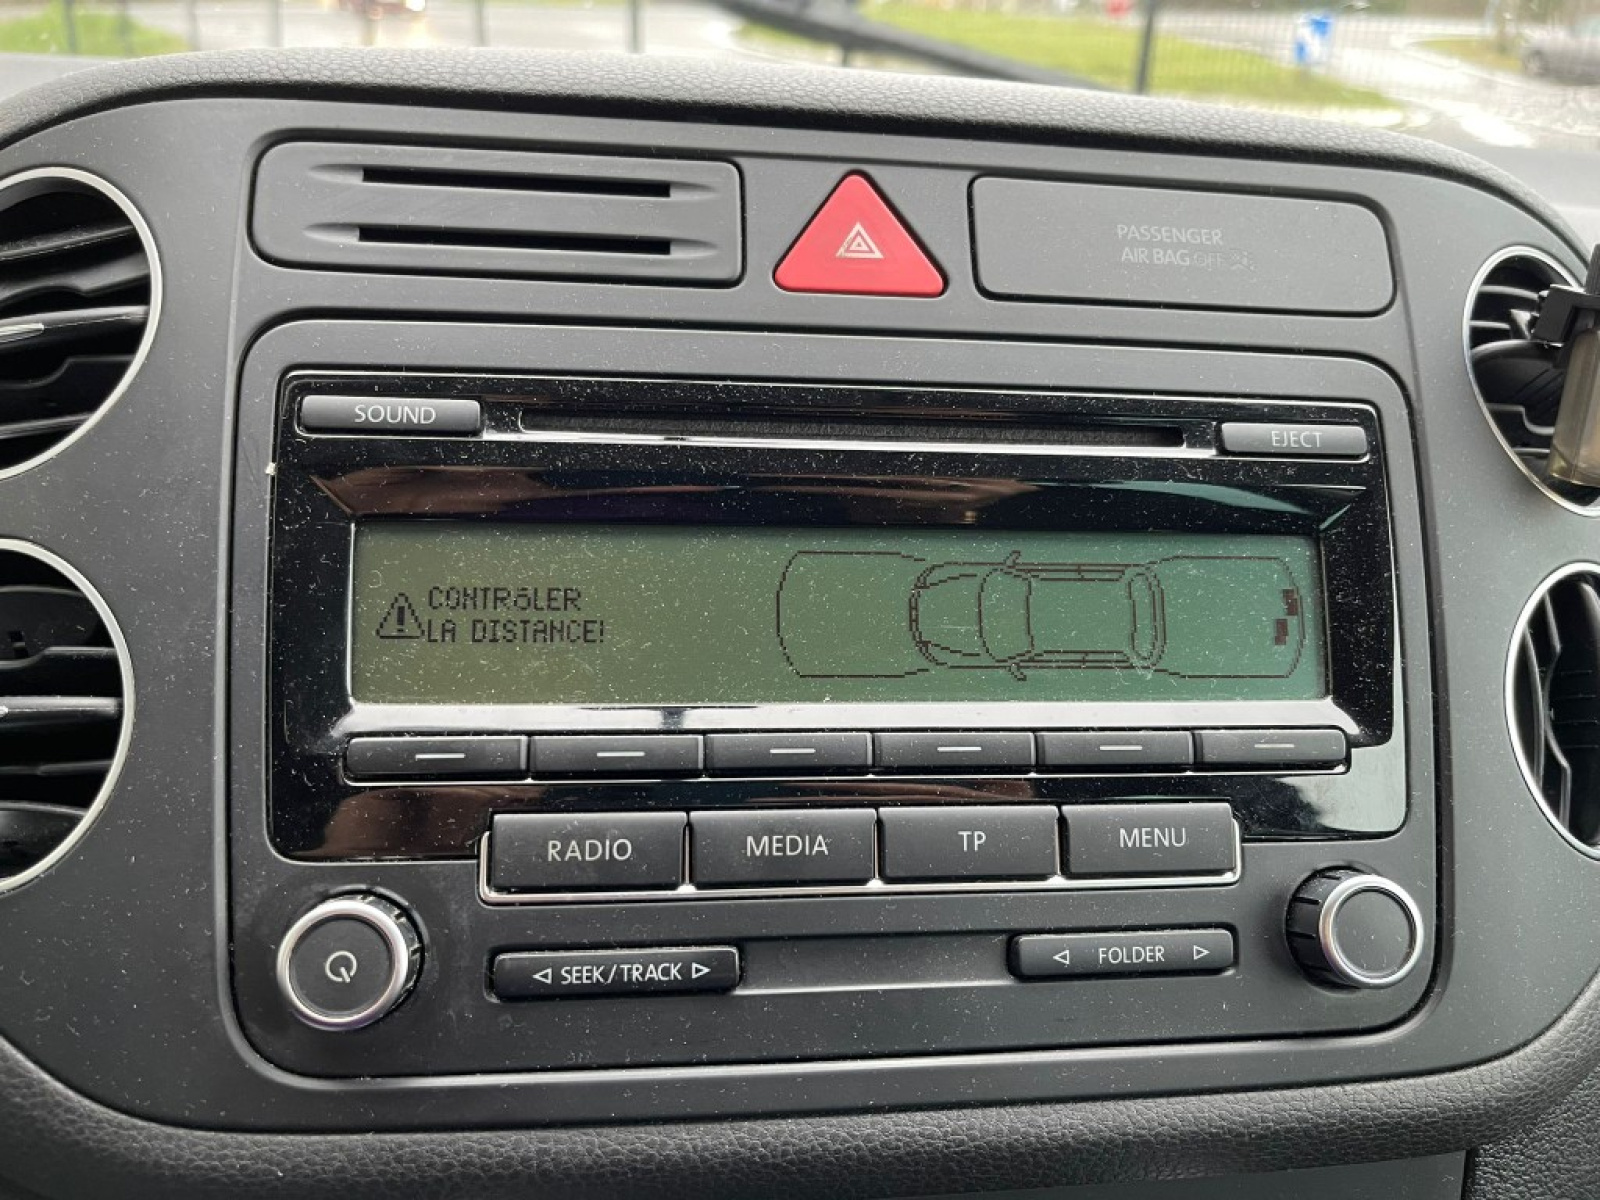 PASSENGER
AIR BAG OFF
SOUND
EJECT
CONTRÔLER
LA DISTANCE!
RADIO
MEDIA
TP
MENU
SEEK/TRACK
FOLDER